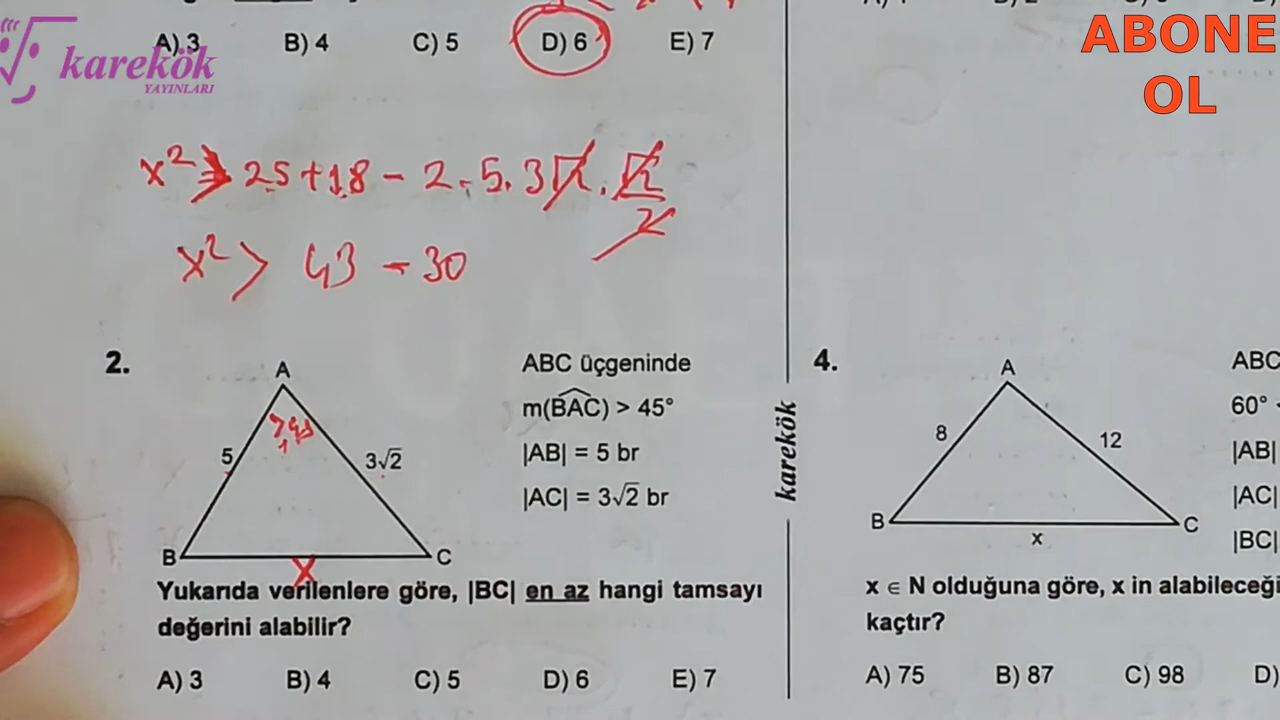 karekök
YAYINLARI
ABONE
OL
A) 3 B) 4 C) 5 D) 6 E) 7
x² > 25 + 18 - 2.5.3√2.√2/2
x² > 43 - 30
2.
A
>45
5
3√2
B
C
X
ABC üçgeninde
m(BAC) > 45°
|AB| = 5 br
|AC| = 3√2 br
Yukarıda verilenlere göre, |BC| en az hangi tamsayı
değerini alabilir?
A) 3 B) 4 C) 5 D) 6 E) 7
karekök
4.
A
8
12
B
C
x
ABC
60°
|AB|
|AC|
|BC|
x ∈ N olduğuna göre, x in alabileceği
kaçtır?
A) 75 B) 87 C) 98 D)